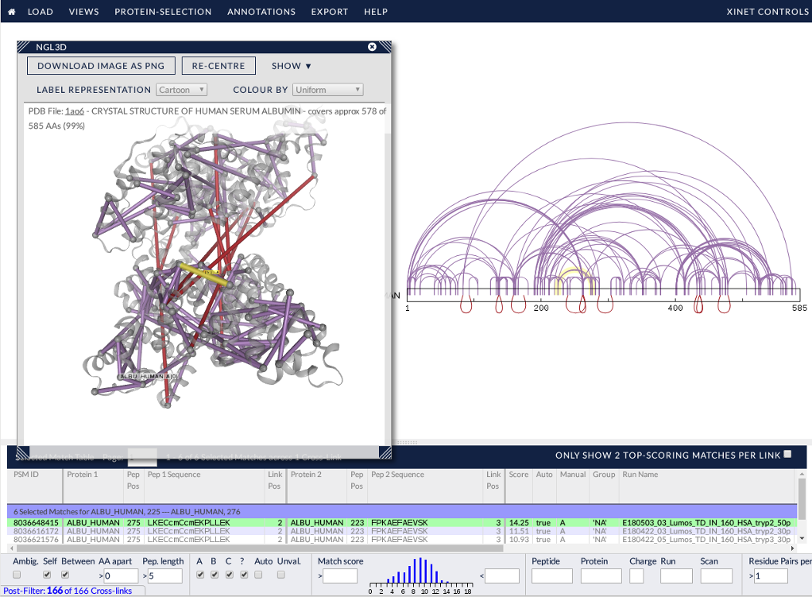 LOAD VIEWS PROTEIN-SELECTION ANNOTATIONS EXPORT HELP XINET CONTROLS
NGL3D
DOWNLOAD IMAGE AS PNG RE-CENTRE SHOW ▼
LABEL REPRESENTATION Cartoon COLOUR BY Uniform
PDB File: 1ao6 - CRYSTAL STRUCTURE OF HUMAN SERUM ALBUMIN - covers approx 578 of
585 AAs (99%)
AN
1 200 400 585
ONLY SHOW 2 TOP-SCORING MATCHES PER LINK
PSM ID Protein 1 Pep Pos Pep 1 Sequence Link Pos Protein 2 Pep Pos Pep 2 Sequence Link Pos Score Auto Manual Group Run Name
6 Selected Matches for ALBU_HUMAN, 225 --- ALBU_HUMAN, 276
8036648415 ALBU_HUMAN 275 LKECcmCcmEKPLLEK 2 ALBU_HUMAN 223 FPKAEFAEVSK 3 14.25 true A 'NA' E180503_03_Lumos_TD_IN_160_HSA_tryp2_50p
8036616172 ALBU_HUMAN 275 LKECcmCcmEKPLLEK 2 ALBU_HUMAN 223 FPKAEFAEVSK 3 11.51 true A 'NA' E180422_03_Lumos_TD_IN_160_HSA_tryp_30p
8036621576 ALBU_HUMAN 275 LKECcmCcmEKPLLEK 2 ALBU_HUMAN 223 FPKAEFAEVSK 3 10.93 true A 'NA' E180422_05_Lumos_TD_IN_160_HSA_tryp_30p
Ambig. Self Between AA apart Pep. length A B C ? Auto Unval. Match score Peptide Protein Charge Run Scan Residue Pairs per
>0 >5 > < >1
0 2 4 6 8 10 12 14 16 18
Post-Filter: 166 of 166 Cross-links